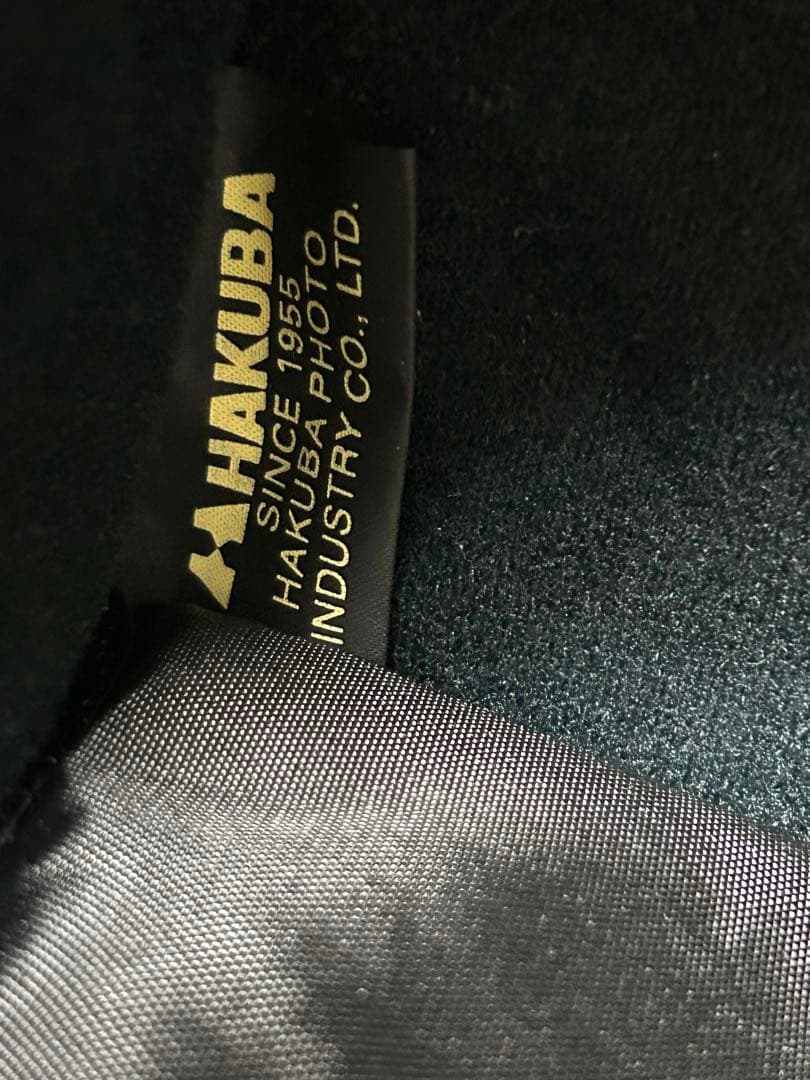 HAKUBA
SINCE 1955
HAKUBA PHOTO
INDUSTRY CO., LTD.